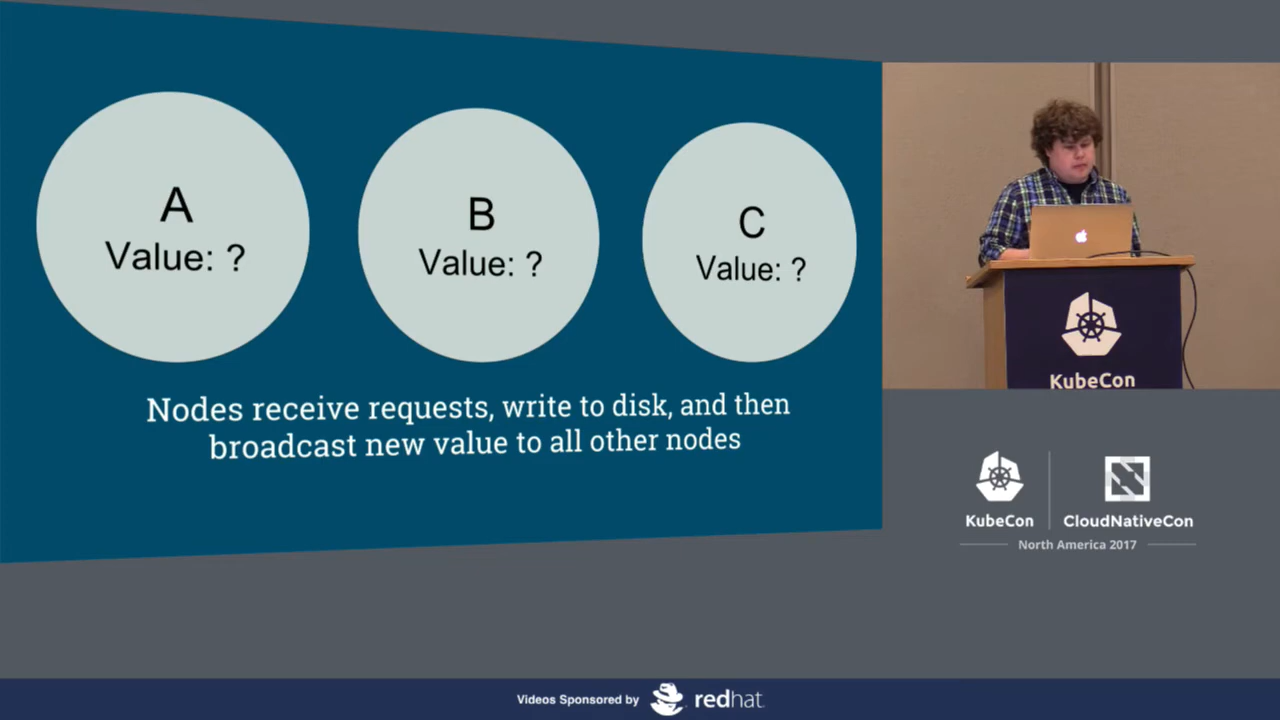 A
Value: ?
B
Value: ?
C
Value: ?
Nodes receive requests, write to disk, and then
broadcast new value to all other nodes
KubeCon
KubeCon
CloudNativeCon
North America 2017
Videos Sponsored by
redhat